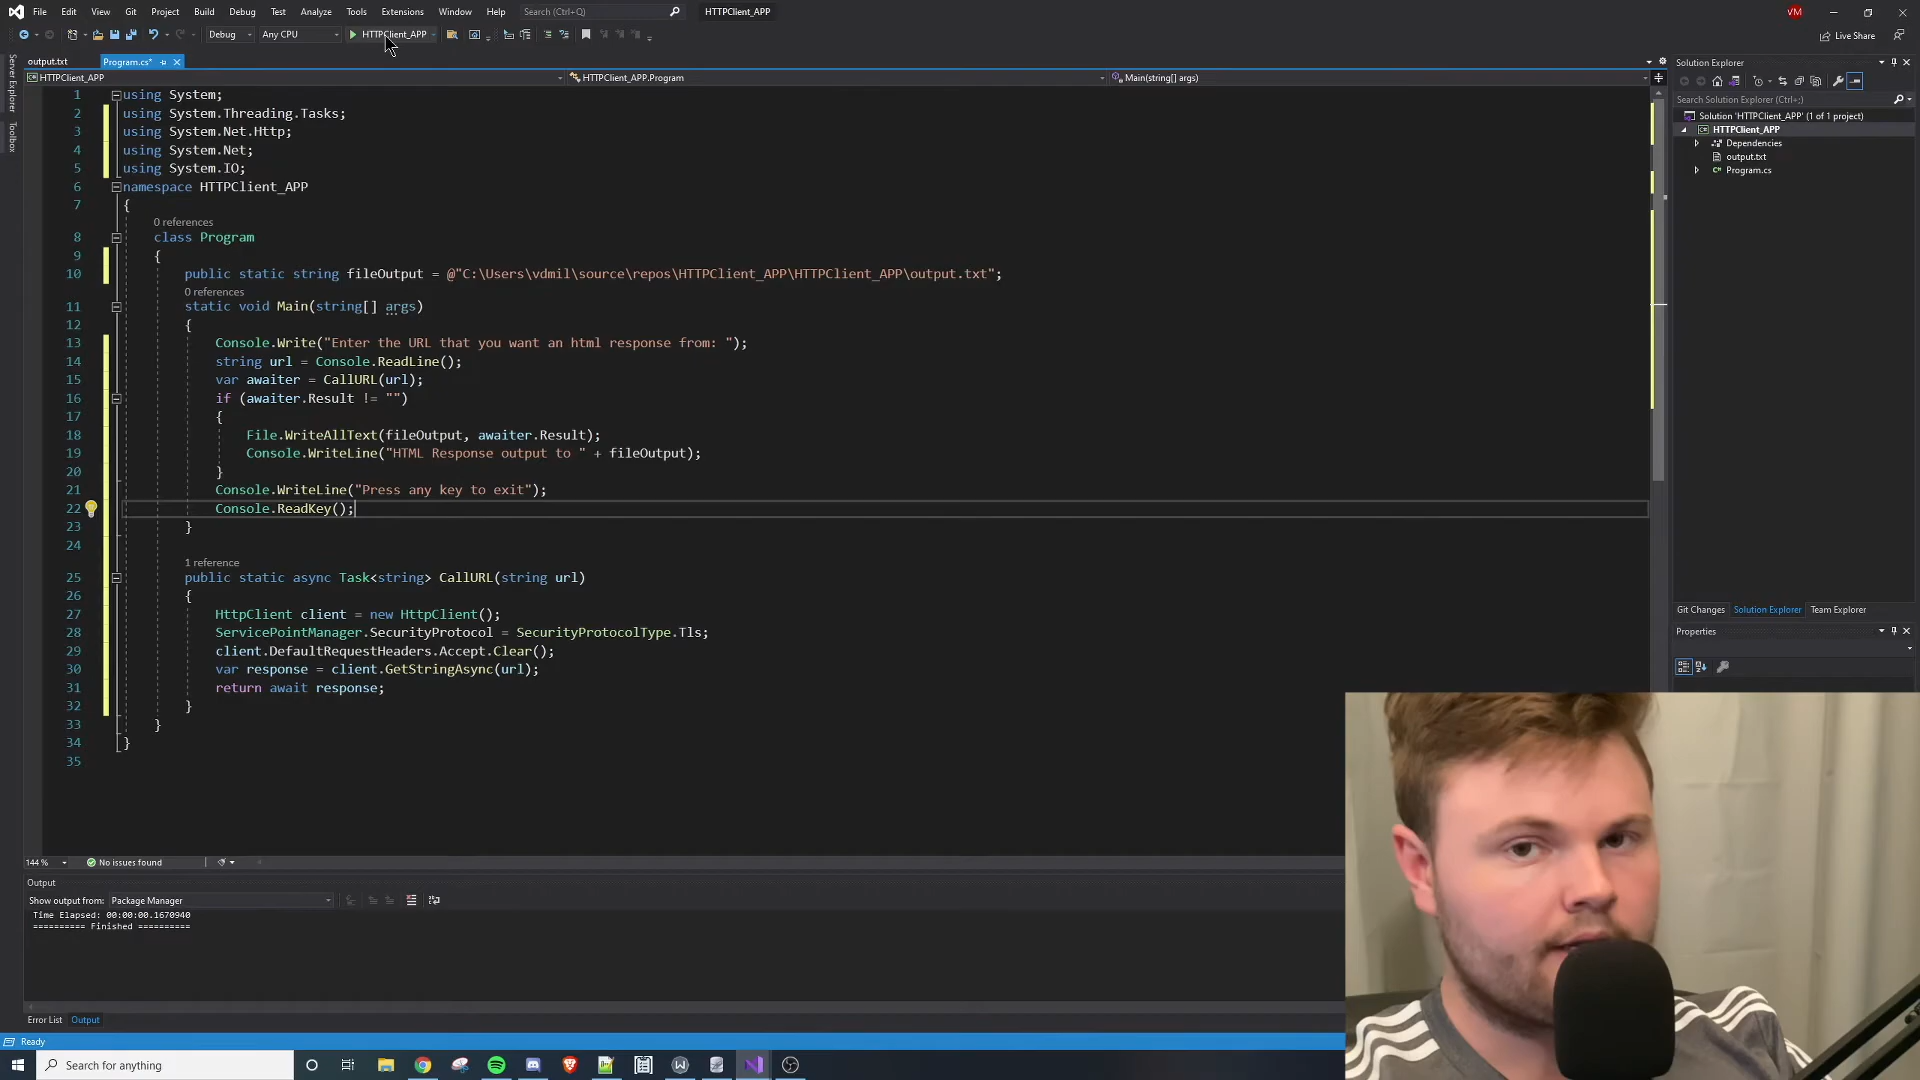 File Edit View Git Project Build Debug Test Analyze Tools Extensions Window Help Search (Ctrl+Q) HTTPClient_APP VM
Debug Any CPU HTTPClient_APP Live Share
output.txt Program.cs*
HTTPClient_APP HTTPClient_APP.Program Main(string[] args)
Server Explorer
Toolbox
1 using System;
2 using System.Threading.Tasks;
3 using System.Net.Http;
4 using System.Net;
5 using System.IO;
6 namespace HTTPClient_APP
7 {
0 references
8 class Program
9 {
10 public static string fileOutput = @"C:\Users\vdmil\source\repos\HTTPClient_APP\HTTPClient_APP\output.txt";
0 references
11 static void Main(string[] args)
12 {
13 Console.Write("Enter the URL that you want an html response from: ");
14 string url = Console.ReadLine();
15 var awaiter = CallURL(url);
16 if (awaiter.Result != "")
17 {
18 File.WriteAllText(fileOutput, awaiter.Result);
19 Console.WriteLine("HTML Response output to " + fileOutput);
20 }
21 Console.WriteLine("Press any key to exit");
22 Console.ReadKey();
23 }
24
1 reference
25 public static async Task<string> CallURL(string url)
26 {
27 HttpClient client = new HttpClient();
28 ServicePointManager.SecurityProtocol = SecurityProtocolType.Tls;
29 client.DefaultRequestHeaders.Accept.Clear();
30 var response = client.GetStringAsync(url);
31 return await response;
32 }
33 }
34 }
35
144 % No issues found
Output
Show output from: Package Manager
Time Elapsed: 00:00:00.1670940
========== Finished ==========
Error List Output
Ready
Search for anything
Solution Explorer
Search Solution Explorer (Ctrl+;)
Solution 'HTTPClient_APP' (1 of 1 project)
HTTPClient_APP
Dependencies
output.txt
Program.cs
Git Changes Solution Explorer Team Explorer
Properties